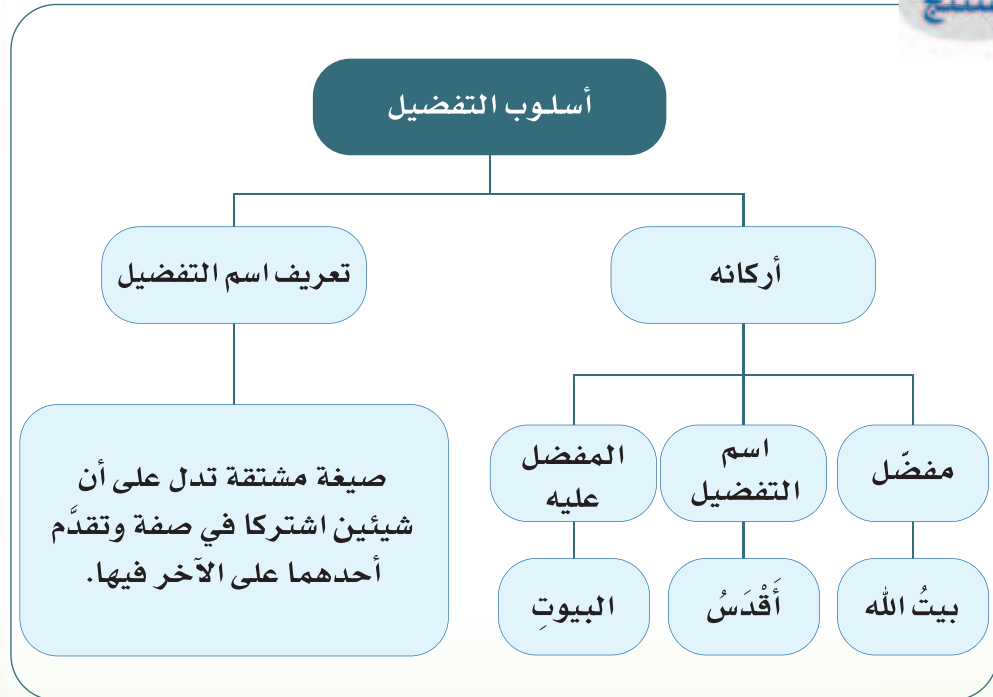 أسلوب التفضيل
أركانه
تعريف اسم التفضيل
مفضّل
اسم
التفضيل
المفضل
عليه
بيتُ الله
أَقْدَسُ
البيوتِ
صيغة مشتقة تدل على أن
شيئين اشتركا في صفة وتقدَّم
أحدهما على الآخر فيها.